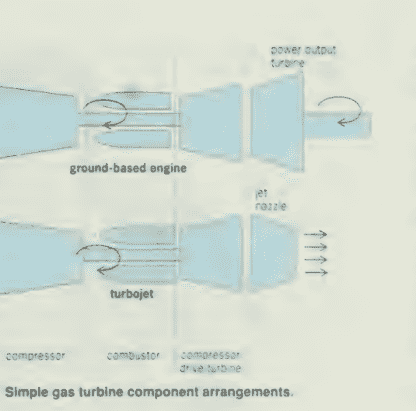 power output
turbine
ground-based engine
jet
nozzle
turbojet
compressor
combustor
compressor
drive turbine
Simple gas turbine component arrangements.